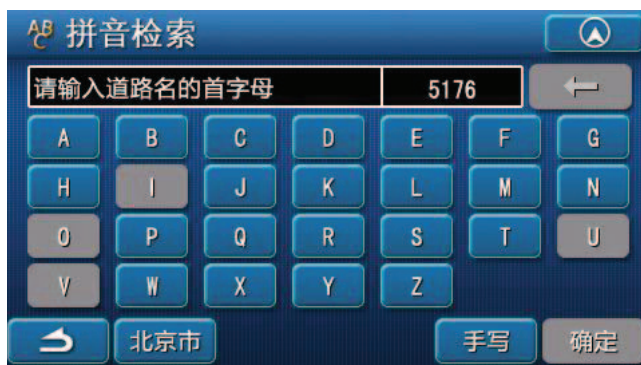 ABC 拼音检索
请输入道路名的首字母 5176
A B C D E F G
H I J K L M N
O P Q R S T U
V W X Y Z
北京市 手写 确定